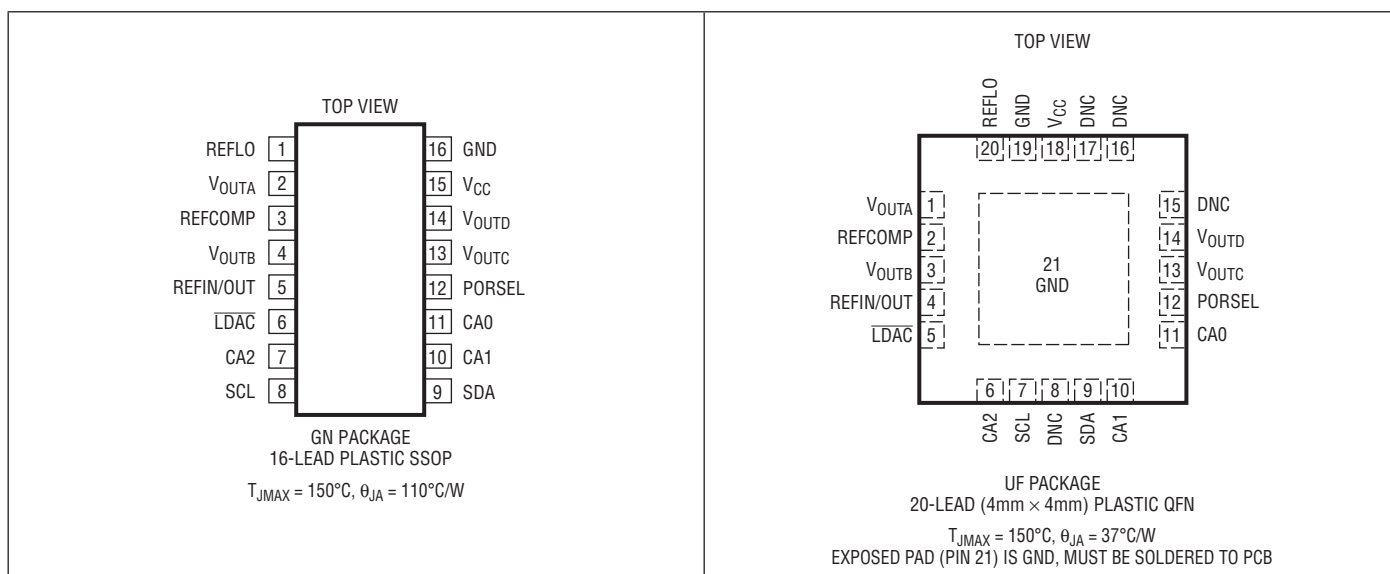 TOP VIEW
REFLO 1
VOUTA 2
REFCOMP 3
VOUTB 4
REFIN/OUT 5
LDAC 6
CA2 7
SCL 8
16 GND
15 VCC
14 VOUTD
13 VOUTC
12 PORSEL
11 CA0
10 CA1
9 SDA
GN PACKAGE
16-LEAD PLASTIC SSOP
TJMAX = 150°C, θJA = 110°C/W
TOP VIEW
REFLO GND VCC DNC DNC
20 19 18 17 16
VOUTA 1
REFCOMP 2
VOUTB 3
REFIN/OUT 4
LDAC 5
21
GND
15 DNC
14 VOUTD
13 VOUTC
12 PORSEL
11 CA0
6 7 8 9 10
CA2 SCL DNC SDA CA1
UF PACKAGE
20-LEAD (4mm × 4mm) PLASTIC QFN
TJMAX = 150°C, θJA = 37°C/W
EXPOSED PAD (PIN 21) IS GND, MUST BE SOLDERED TO PCB